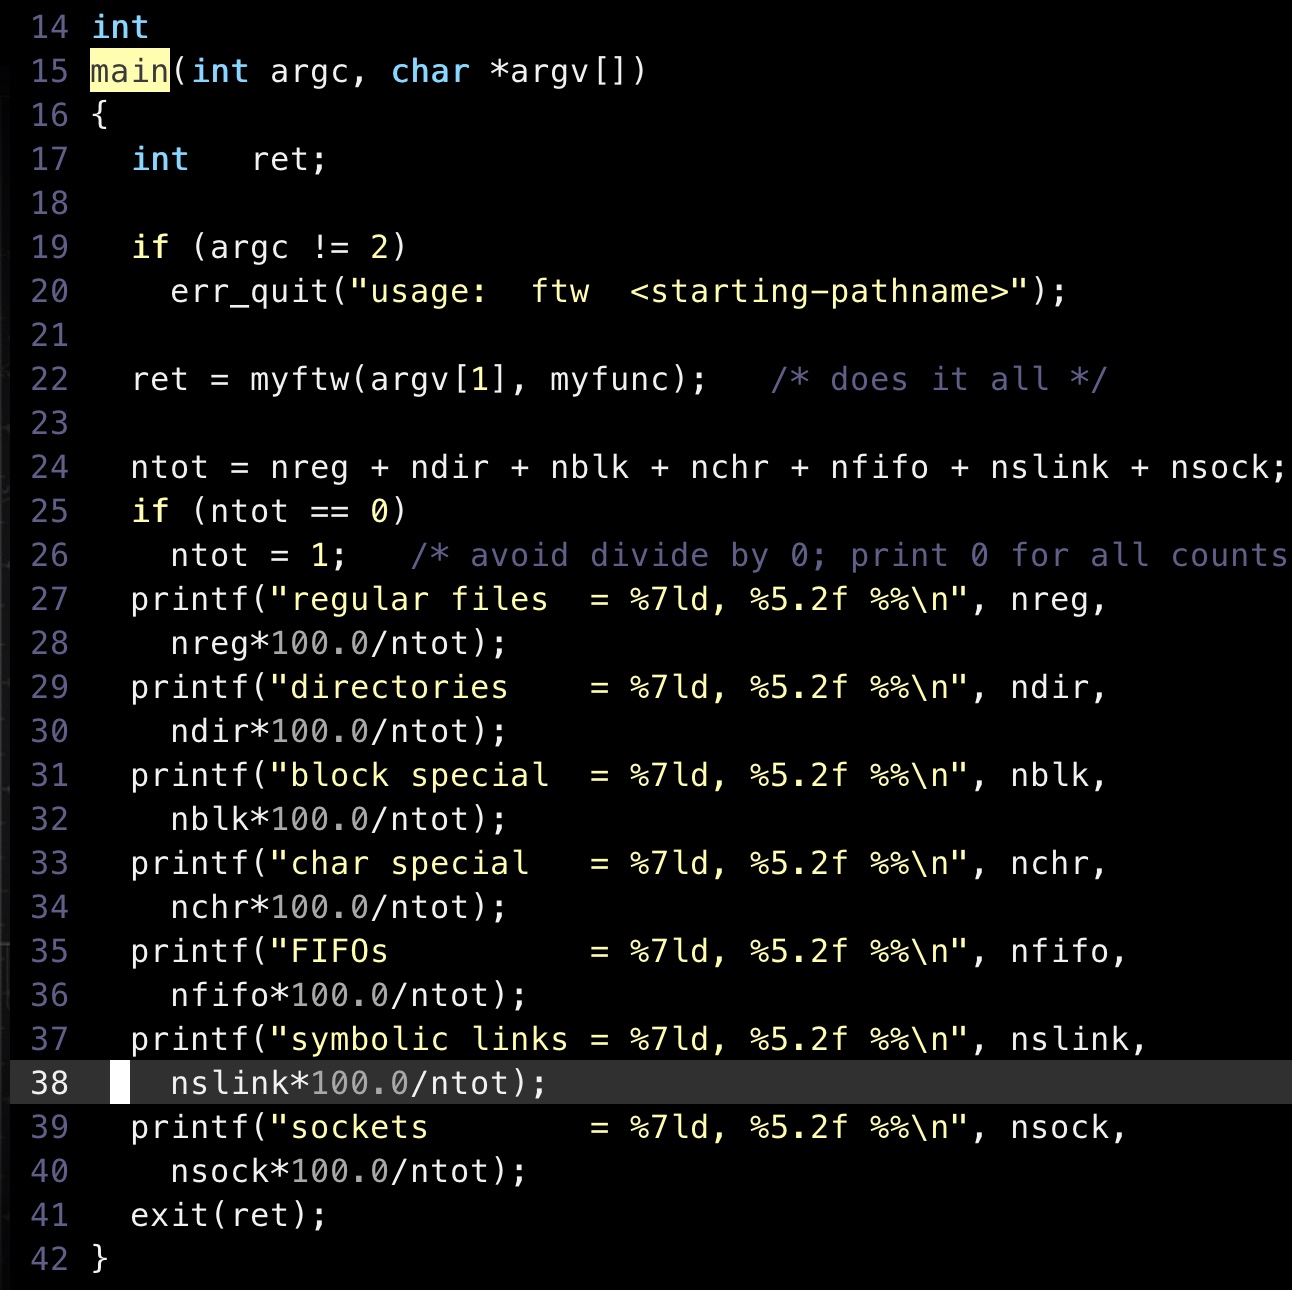 14 int
15 main(int argc, char *argv[])
16 {
17   int   ret;
18
19   if (argc != 2)
20     err_quit("usage:  ftw  <starting-pathname>");
21
22   ret = myftw(argv[1], myfunc);   /* does it all */
23
24   ntot = nreg + ndir + nblk + nchr + nfifo + nslink + nsock;
25   if (ntot == 0)
26     ntot = 1;   /* avoid divide by 0; print 0 for all counts
27   printf("regular files  = %7ld, %5.2f %%\n", nreg,
28     nreg*100.0/ntot);
29   printf("directories    = %7ld, %5.2f %%\n", ndir,
30     ndir*100.0/ntot);
31   printf("block special  = %7ld, %5.2f %%\n", nblk,
32     nblk*100.0/ntot);
33   printf("char special   = %7ld, %5.2f %%\n", nchr,
34     nchr*100.0/ntot);
35   printf("FIFOs          = %7ld, %5.2f %%\n", nfifo,
36     nfifo*100.0/ntot);
37   printf("symbolic links = %7ld, %5.2f %%\n", nslink,
38     nslink*100.0/ntot);
39   printf("sockets        = %7ld, %5.2f %%\n", nsock,
40     nsock*100.0/ntot);
41   exit(ret);
42 }